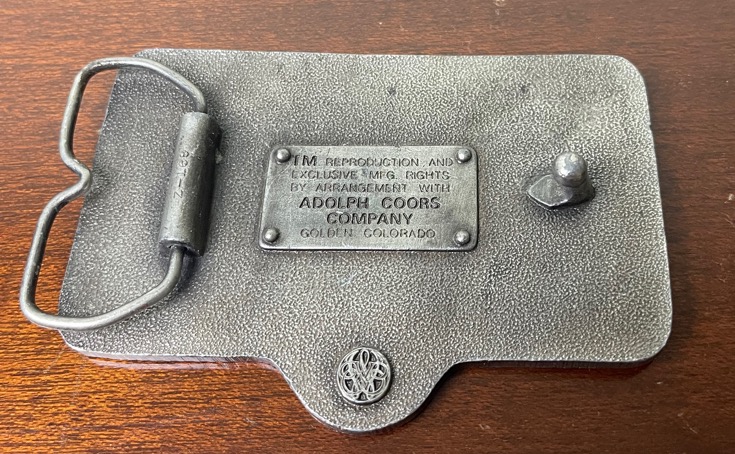 TM REPRODUCTION AND
EXCLUSIVE MFG. RIGHTS
BY ARRANGEMENT WITH
ADOLPH COORS
COMPANY
GOLDEN COLORADO